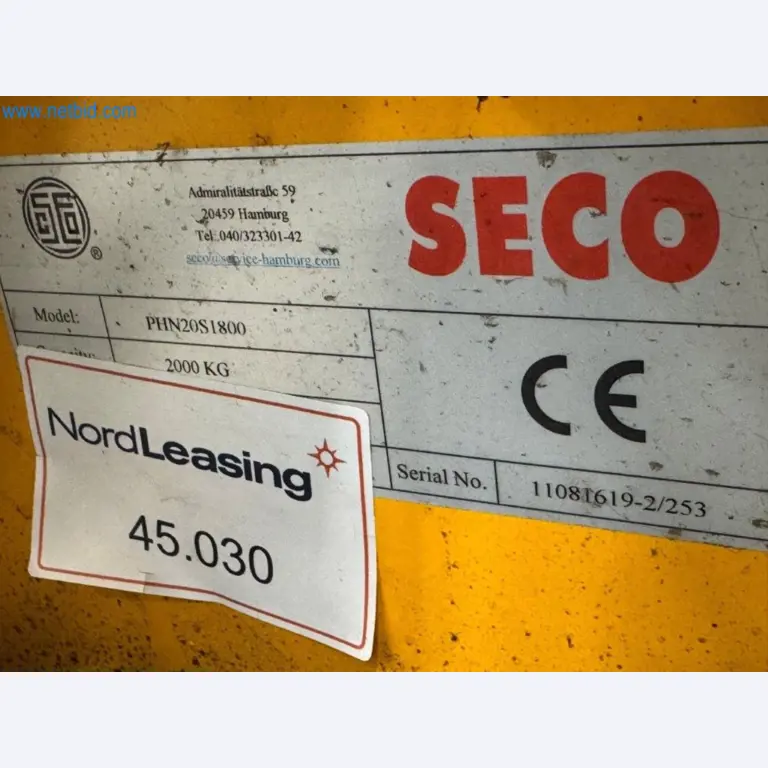 www.netbid.com
Admiralitätstraße 59
20459 Hamburg
Tel:040/323301-42
SECO
®
Model: PHN20S1800
2000 KG
CE
NordLeasing
45.030
Serial No. 11081619-2/253